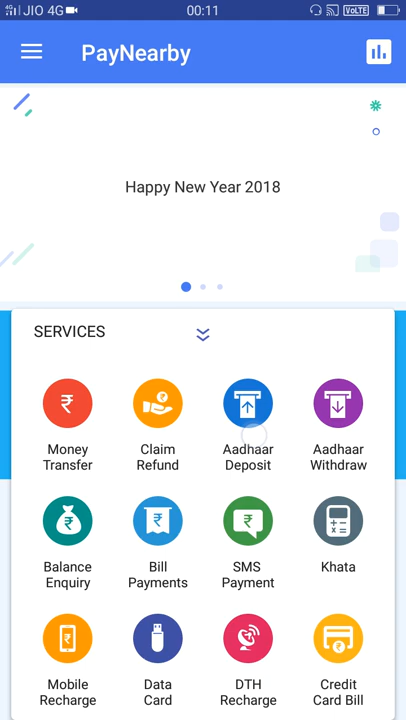 4G JIO 4G 00:11 VoLTE
PayNearby
Happy New Year 2018
SERVICES
Money Transfer
Claim Refund
Aadhaar Deposit
Aadhaar Withdraw
Balance Enquiry
Bill Payments
SMS Payment
Khata
Mobile Recharge
Data Card
DTH Recharge
Credit Card Bill